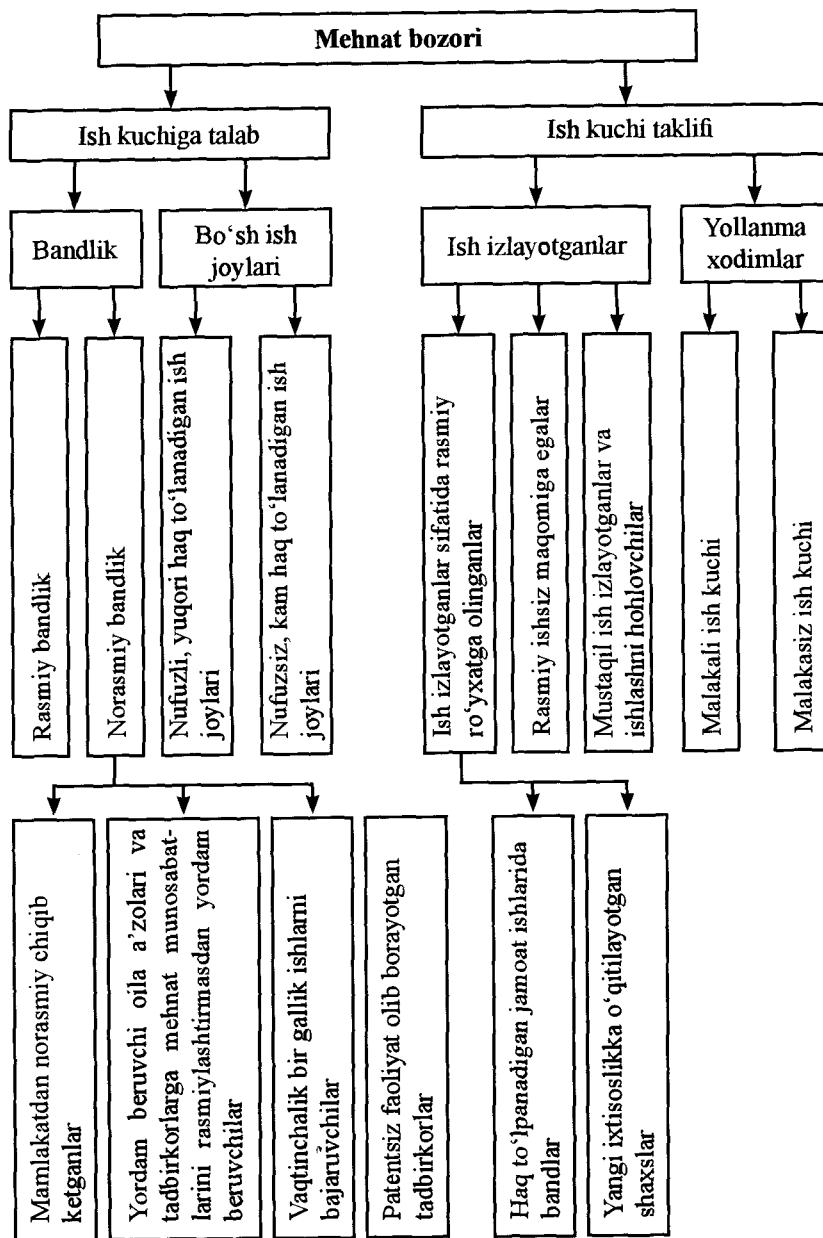 Mehnat bozori
Ish kuchiga talab
Ish kuchi taklifi
Bandlik
Bo‘sh ish
joylari
Ish izlayotganlar
Yollanma
xodimlar
Rasmiy bandlik
Norasmiy bandlik
Nufuzli, yuqori haq to‘lanadigan ish
joylari
Nufuzsiz, kam haq to‘lanadigan ish
joylari
Ish izlayotganlar sifatida rasmiy
ro‘yxatga olinganlar
Rasmiy ishsiz maqomiga egalar
Mustaqil ish izlayotganlar va
ishlashni hohlovchilar
Malakali ish kuchi
Malakasiz ish kuchi
Mamlakatdan norasmiy chiqib
ketganlar
Yordam beruvchi oila a’zolari va
tadbirkorlarga mehnat munosabat-
larini rasmiylashtirmasdan yordam
beruvchilar
Vaqtinchalik bir gallik ishlarni
bajaruvchilar
Patentsiz faoliyat olib borayotgan
tadbirkorlar
Haq to‘lpanadigan jamoat ishlarida
bandlar
Yangi ixtisoslikka o‘qitilayotgan
shaxslar